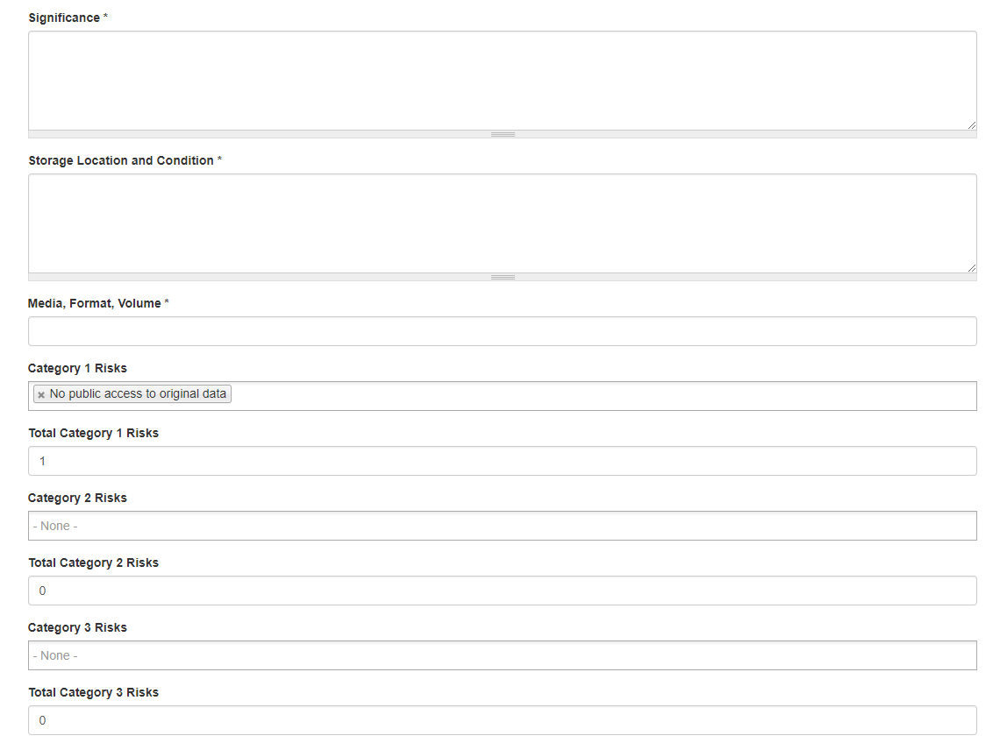 Significance *
Storage Location and Condition *
Media, Format, Volume *
Category 1 Risks
× No public access to original data
Total Category 1 Risks
1
Category 2 Risks
- None -
Total Category 2 Risks
0
Category 3 Risks
- None -
Total Category 3 Risks
0